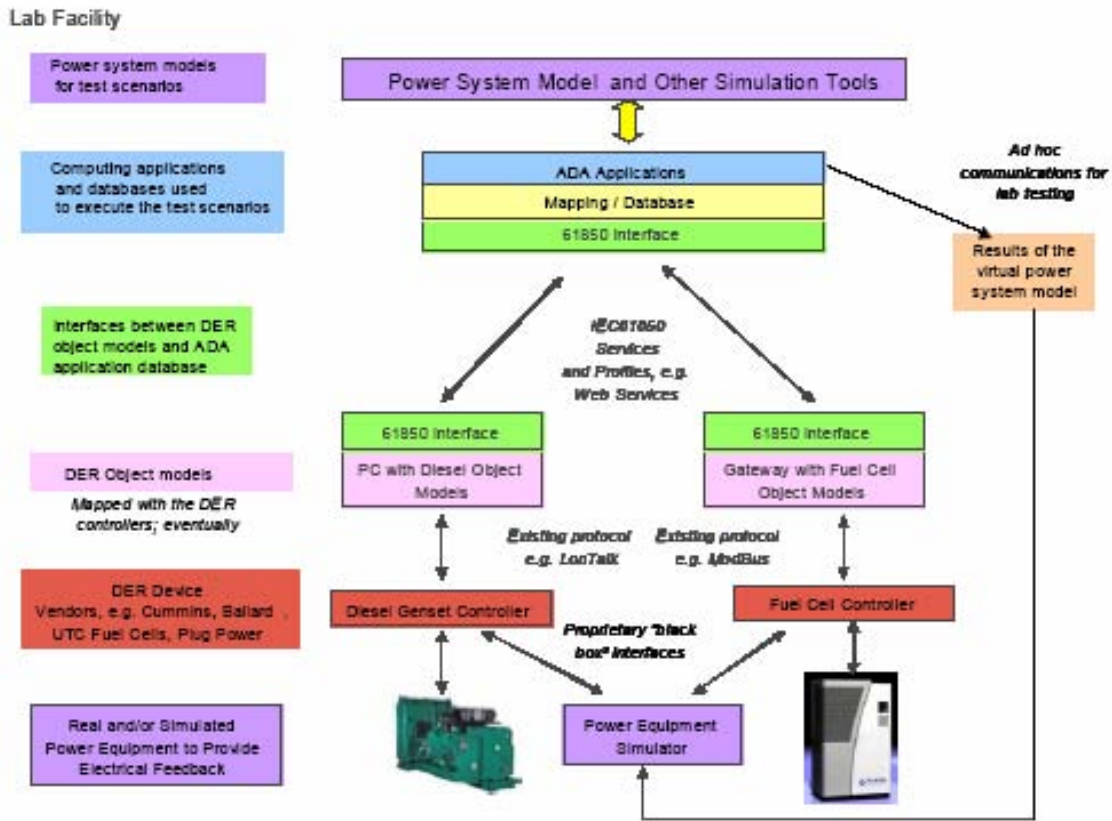 Lab Facility
Power system models
for test scenarios
Power System Model and Other Simulation Tools
Computing applications
and databases used
to execute the test scenarios
ADA Applications
Mapping / Database
61850 Interface
Ad hoc
communications for
lab testing
Results of the
virtual power
system model
Interfaces between DER
object models and ADA
application database
IEC61850
Services
and Profiles, e.g.
Web Services
61850 Interface
PC with Diesel Object
Models
61850 Interface
Gateway with Fuel Cell
Object Models
DER Object models
Mapped with the DER
controllers; eventually
Existing protocol
e.g. LonTalk
Existing protocol
e.g. ModBus
DER Device
Vendors, e.g. Cummins, Ballard ,
UTC Fuel Cells, Plug Power
Diesel Genset Controller
Fuel Cell Controller
Proprietary "black
box" interfaces
Real and/or Simulated
Power Equipment to Provide
Electrical Feedback
Power Equipment
Simulator